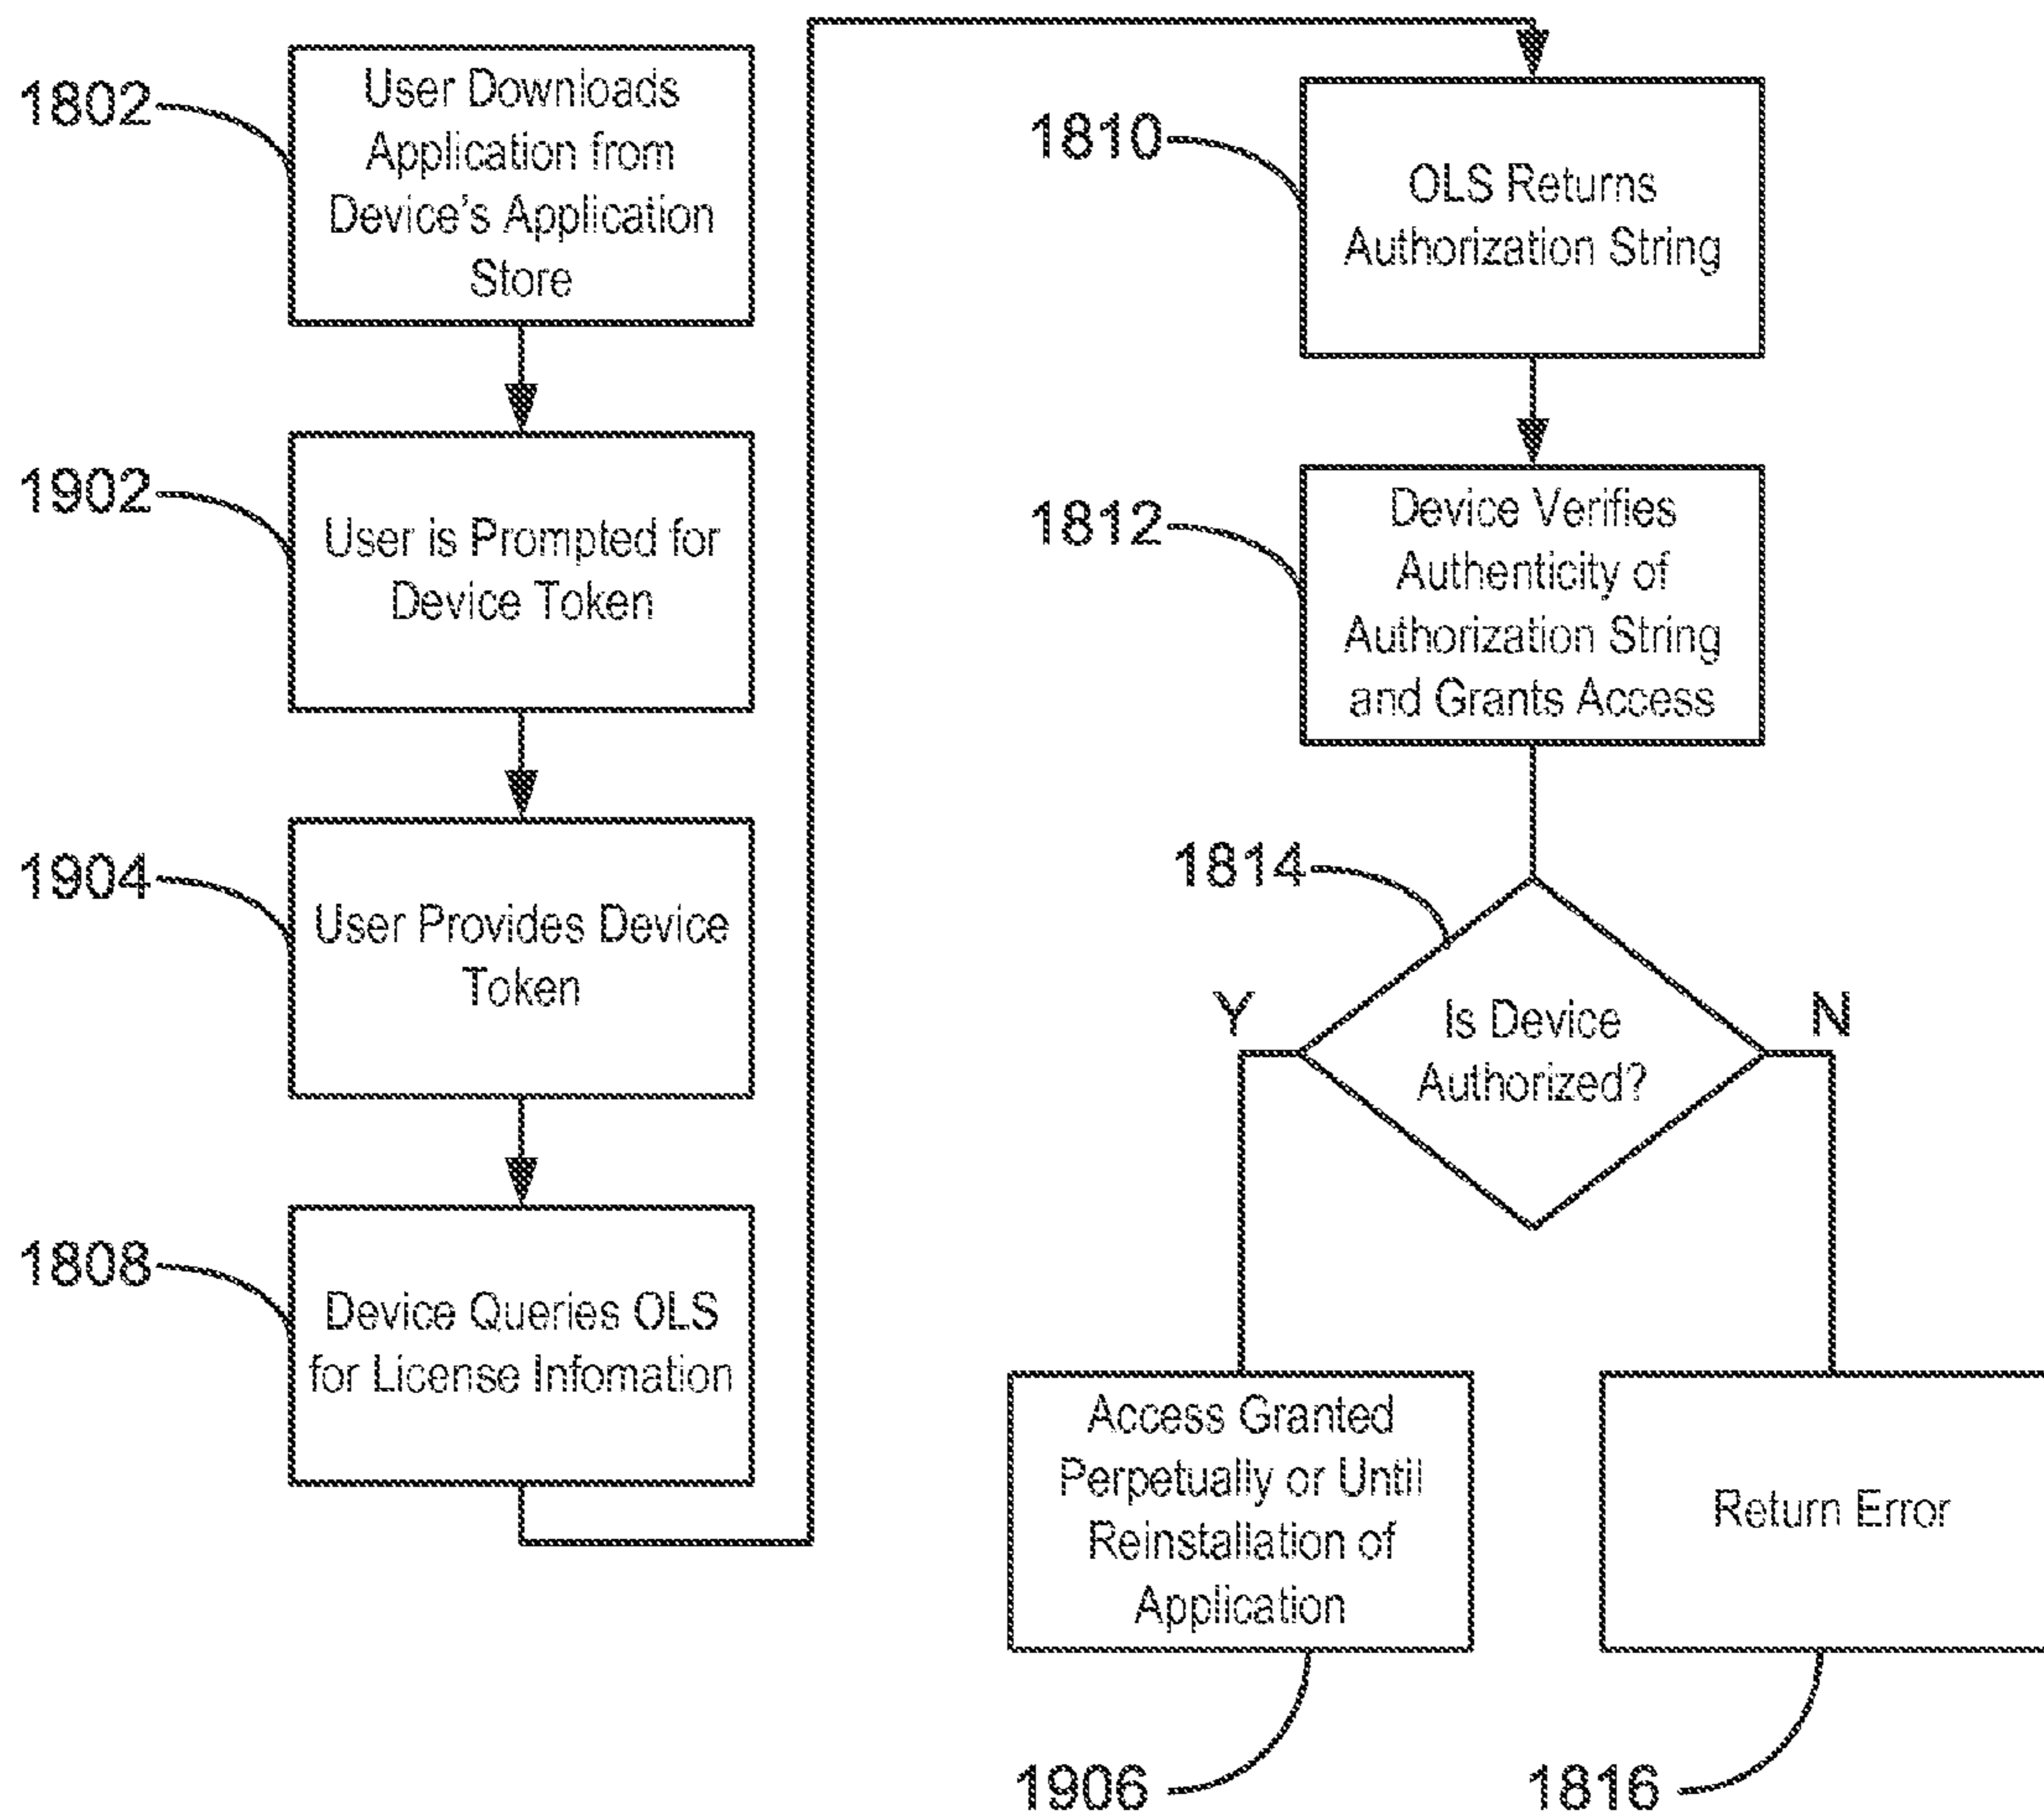 1802
User Downloads
Application from
Device's Application
Store
1902
User is Prompted for
Device Token
1904
User Provides Device
Token
1808
Device Queries OLS
for License Infomation
1810
OLS Returns
Authorization String
1812
Device Verifies
Authenticity of
Authorization String
and Grants Access
1814
Is Device
Authorized?
Y
N
Access Granted
Perpetually or Until
Reinstallation of
Application
1906
Return Error
1816